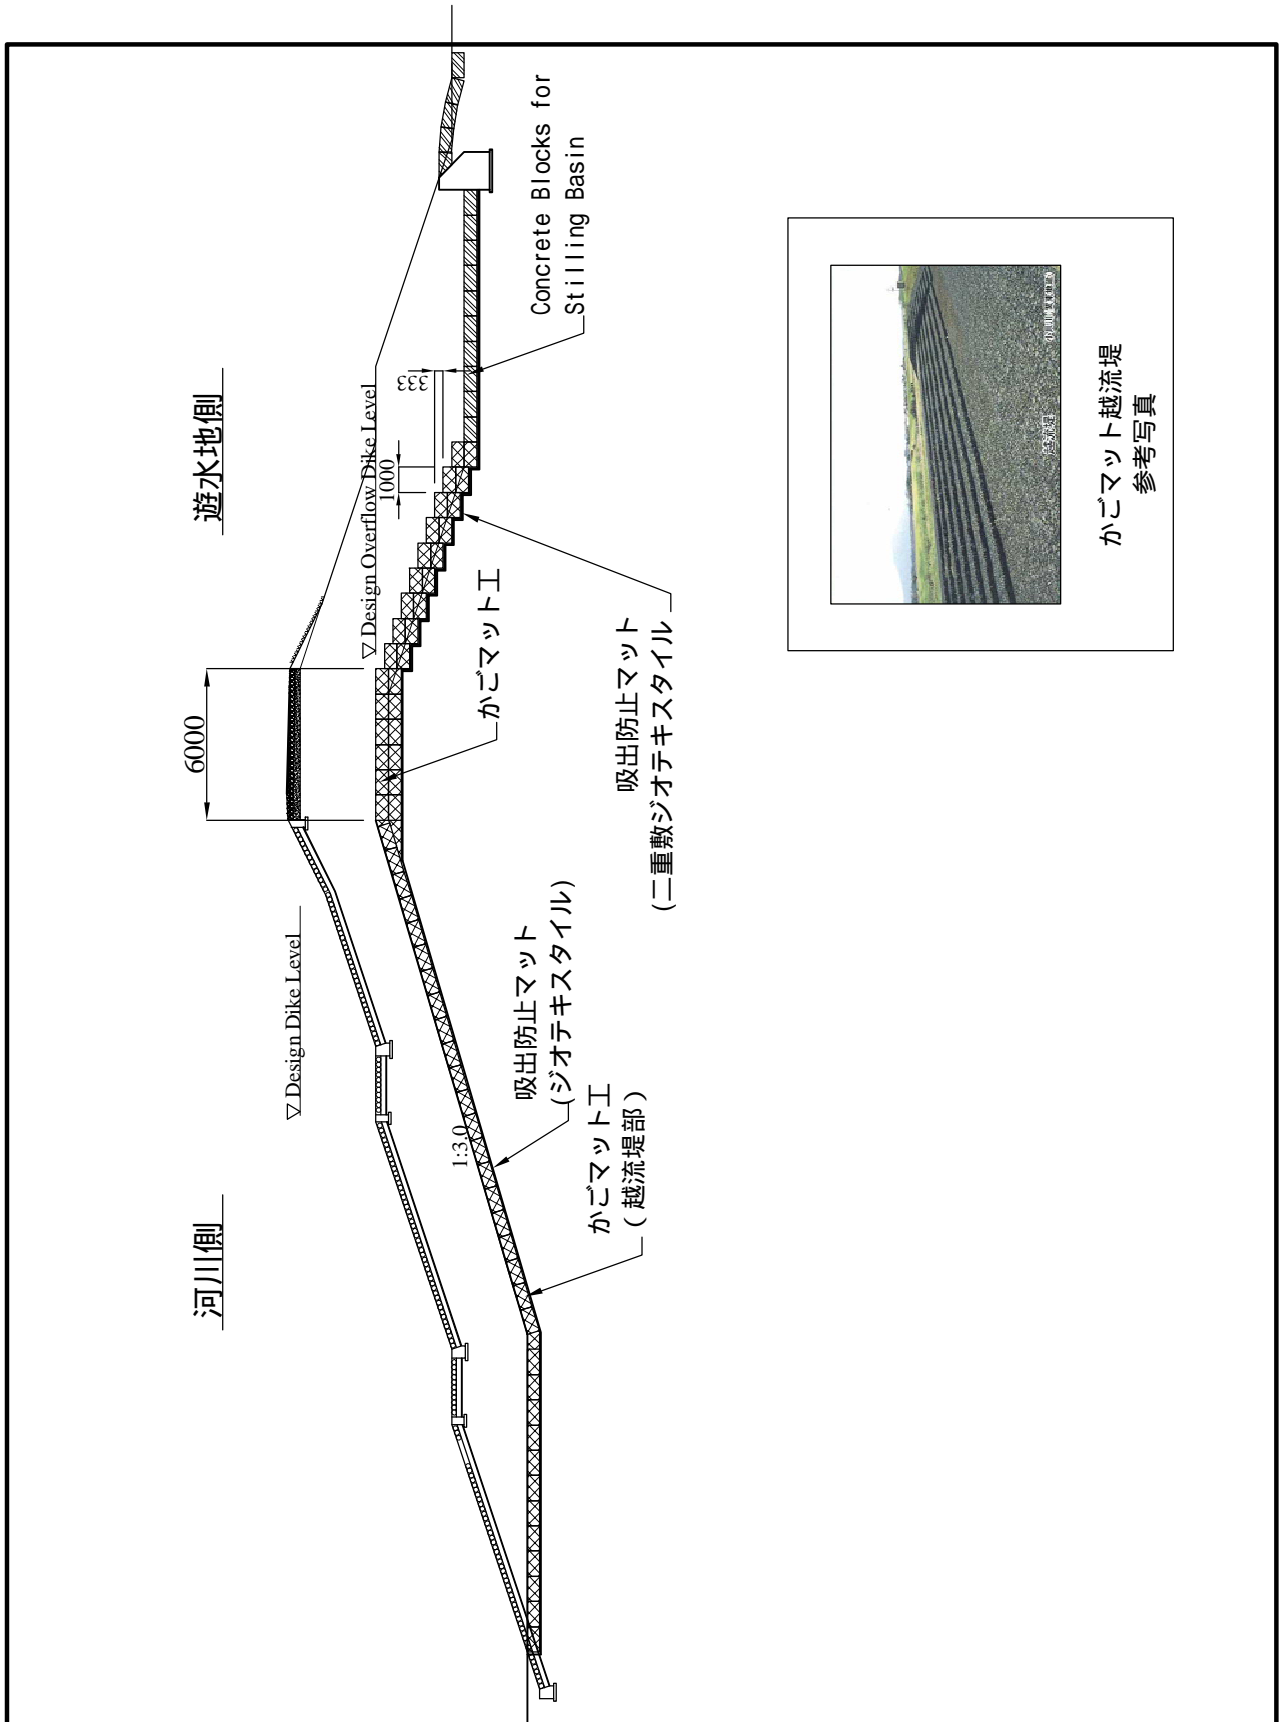 河川側
遊水地側
6000
▽Design Dike Level
▽Design Overflow Dike Level
1000
333
1:3.0
かごマット工
Concrete Blocks for
Stilling Basin
吸出防止マット
(ジオテキスタイル)
かごマット工
(越流堤部)
吸出防止マット
(二重敷ジオテキスタイル)
かごマット越流堤
参考写真